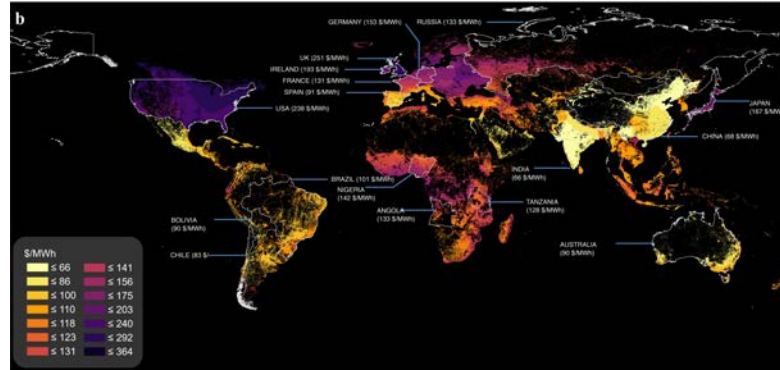 b
GERMANY (153 $/MWh)
RUSSIA (133 $/MWh)
UK (251 $/MWh)
IRELAND (193 $/MWh)
FRANCE (131 $/MWh)
SPAIN (91 $/MWh)
USA (238 $/MWh)
JAPAN
(167 $/MW
CHINA (68 $/MWh)
INDIA
(66 $/MWh)
BRAZIL (101 $/MWh)
NIGERIA
(142 $/MWh)
TANZANIA
(128 $/MWh)
ANGOLA
(133 $/MWh)
BOLIVIA
(90 $/MWh)
AUSTRALIA
(90 $/MWh)
CHILE (83 $/
$/MWh
≤ 66 ≤ 141
≤ 86 ≤ 156
≤ 100 ≤ 175
≤ 110 ≤ 203
≤ 118 ≤ 240
≤ 123 ≤ 292
≤ 131 ≤ 364